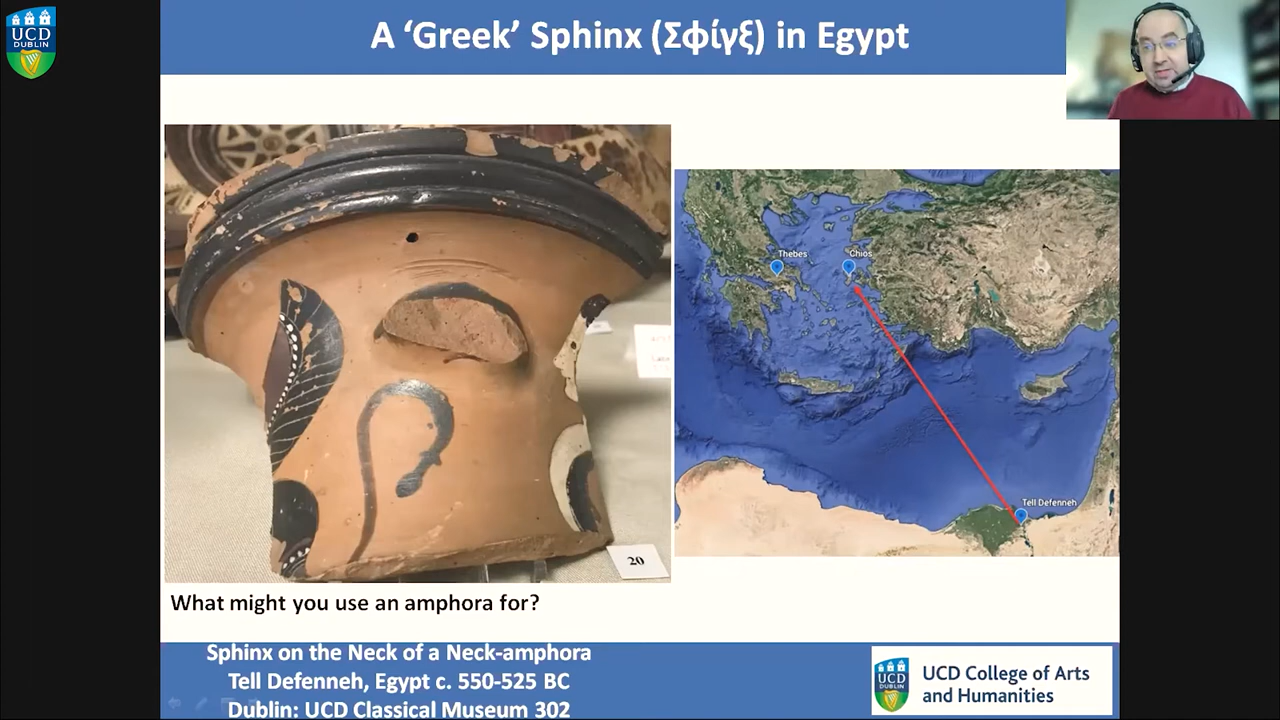 UCD
DUBLIN
A ‘Greek’ Sphinx (Σφίγξ) in Egypt
Thebes
Chios
Tell Defenneh
20
What might you use an amphora for?
Sphinx on the Neck of a Neck-amphora
Tell Defenneh, Egypt c. 550-525 BC
Dublin: UCD Classical Museum 302
UCD
DUBLIN
UCD College of Arts
and Humanities